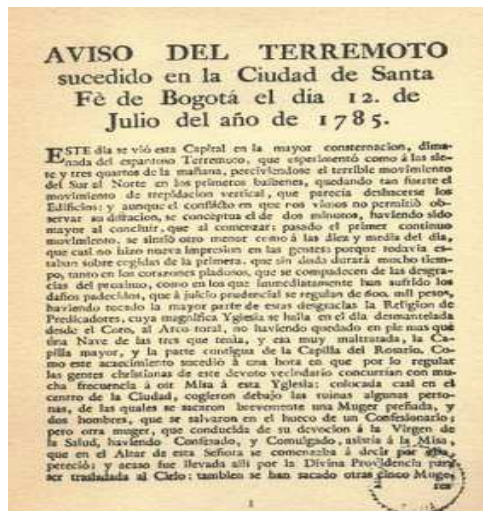 AVISO DEL TERREMOTO
sucedido en la Ciudad de Santa
Fè de Bogotá el dia 12. de
Julio del año de 1785.
ESTE dia se vió esta Capital en la mayor consternacion, dima-
nada del espantoso Terremoto, que esperimentó como á las sie-
te y tres quartos de la mañana, perciviendose el terrible movimiento
del Sur al Norte en los primeros baibenes, quedando tan fuerte el
movimiento de trepidacion vertical, que parecia deshacerse los
Edificios: y aunque el conflicto en que nos vimos no permitió ob-
servar su duracion, se conceptua el de dos minutos, haviendo sido
mayor al concluir, que al comenzar: pasado el primer continuo
movimiento, se sintió otro menor como á las diez y media del dia,
que casi no hizo nueva impresion en las gentes porque todavia es-
taban sobre cogidas de la primera, que sin duda durará mucho tiem-
po, tanto en los corazones piadosos, que se compadecen de las desgra-
cias del proximo, como en los que immediatamente han sufrido los
daños padecidos, que à juicio prudencial se regulan de 600. mil pesos,
haviendo tocado la mayor parte de estas desgracias la Religion de
Predicadores, cuya magnifica Yglesia se halla en el dia desmantelada
desde el Coro, al Arco toral, no haviendo quedado en pie mas que
una Nave de las tres que tenia, y esa muy maltratada, la Ca-
pilla mayor, y la parte contigua de la Capilla del Rosario. Co-
mo este acaecimiento sucedió à una hora en que por lo regular
las gentes christianas de este devoto vecindario concurrian con mu-
cha frecuencia à oir Misa à esta Yglesia: colocada casi en el
centro de la Ciudad, cogieron debajo las ruinas algunas perso-
nas, de las quales se sacaron brevemente una Muger preñada, y
dos hombres, que se salvaron en el hueco de un Confesionario;
pero otra muger, que conducida de su devocion à la Virgen de
la Salud, haviendo Confesado, y Comulgado, asistia á la Misa,
que en el Altar de esta Señora se comenzaba à decir por
pereció; y acaso fue llevada alli por la Divina Providencia para
ser trasladada al Cielo: tambien se han sacado otras cinco Muge-
res
1